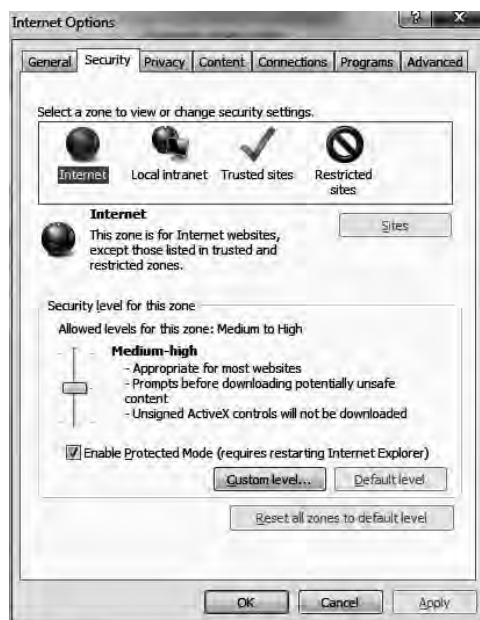 Internet Options
? X
General Security Privacy Content Connections Programs Advanced
Select a zone to view or change security settings.
Internet Local intranet Trusted sites Restricted sites
Internet
This zone is for Internet websites,
except those listed in trusted and
restricted zones.
Sites
Security level for this zone
Allowed levels for this zone: Medium to High
Medium-high
- Appropriate for most websites
- Prompts before downloading potentially unsafe
content
- Unsigned ActiveX controls will not be downloaded
Enable Protected Mode (requires restarting Internet Explorer)
Custom level... Default level
Reset all zones to default level
OK Cancel Apply